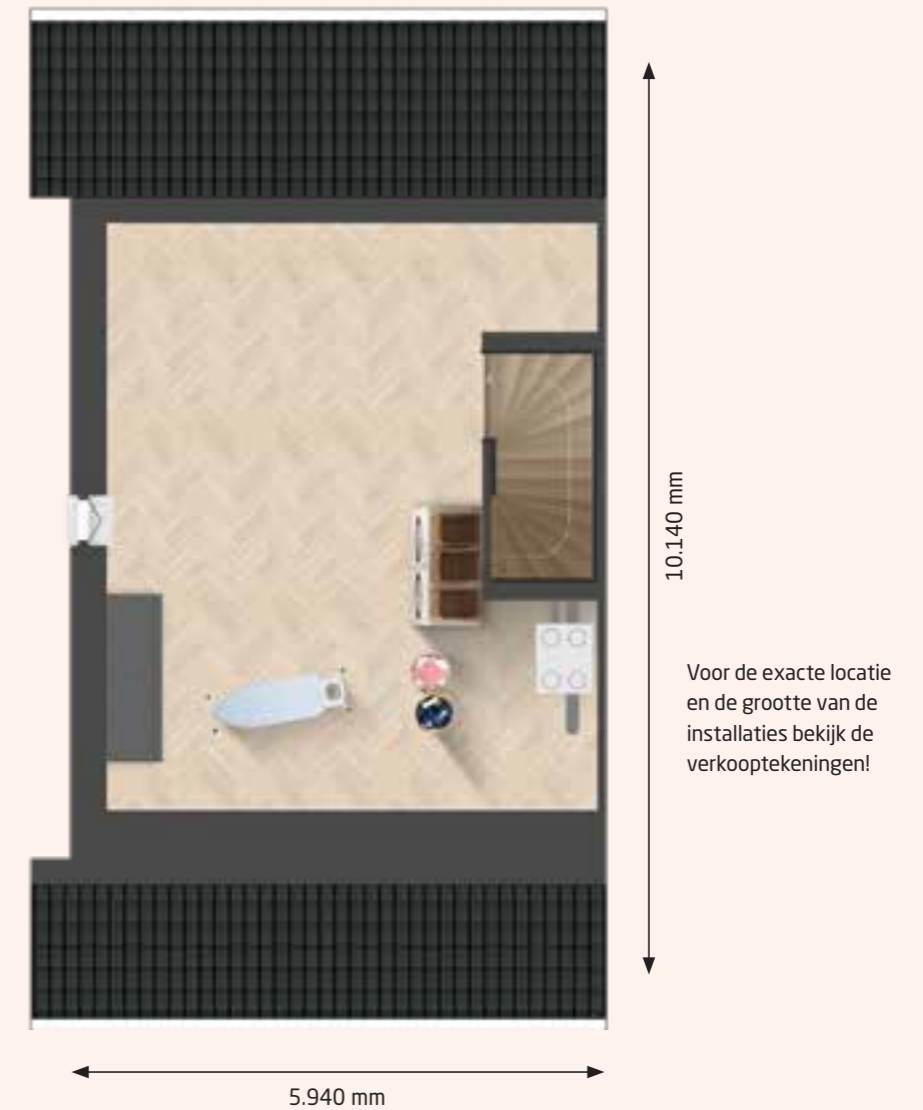 10.140 mm
Voor de exacte locatie
en de grootte van de
installaties bekijk de
verkooptekeningen!
5.940 mm